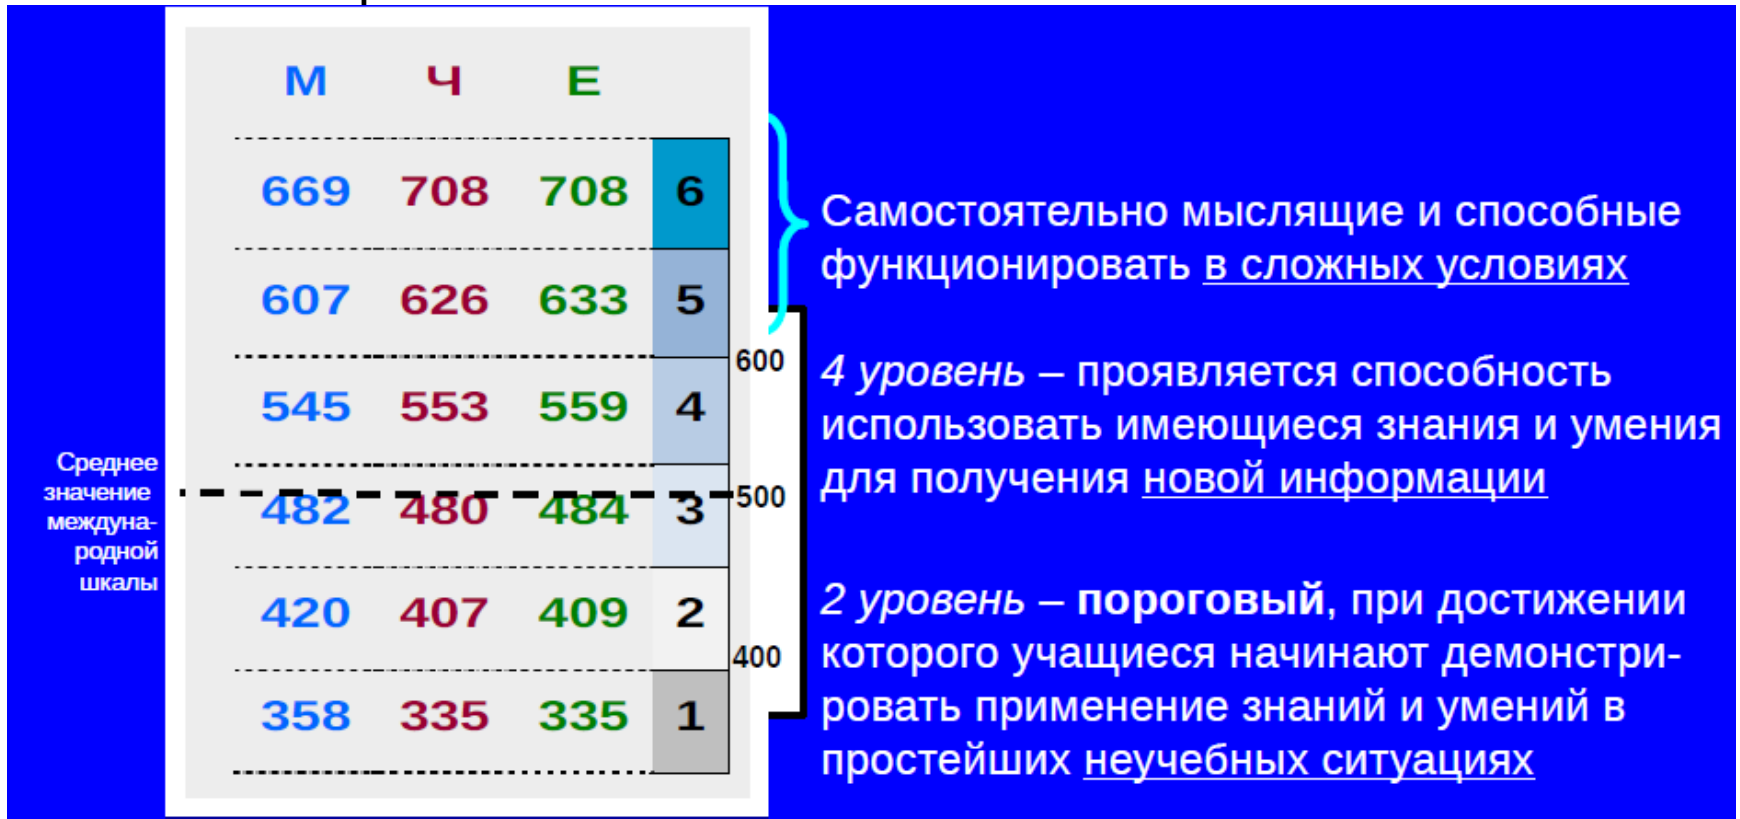 М Ч Е
669 708 708 6
607 626 633 5
600
545 553 559 4
500
482 480 484 3
420 407 409 2
400
358 335 335 1
Среднее
значение
междуна-
родной
шкалы
Самостоятельно мыслящие и способные
функционировать в сложных условиях
4 уровень – проявляется способность
использовать имеющиеся знания и умения
для получения новой информации
2 уровень – пороговый, при достижении
которого учащиеся начинают демонстри-
ровать применение знаний и умений в
простейших неучебных ситуациях